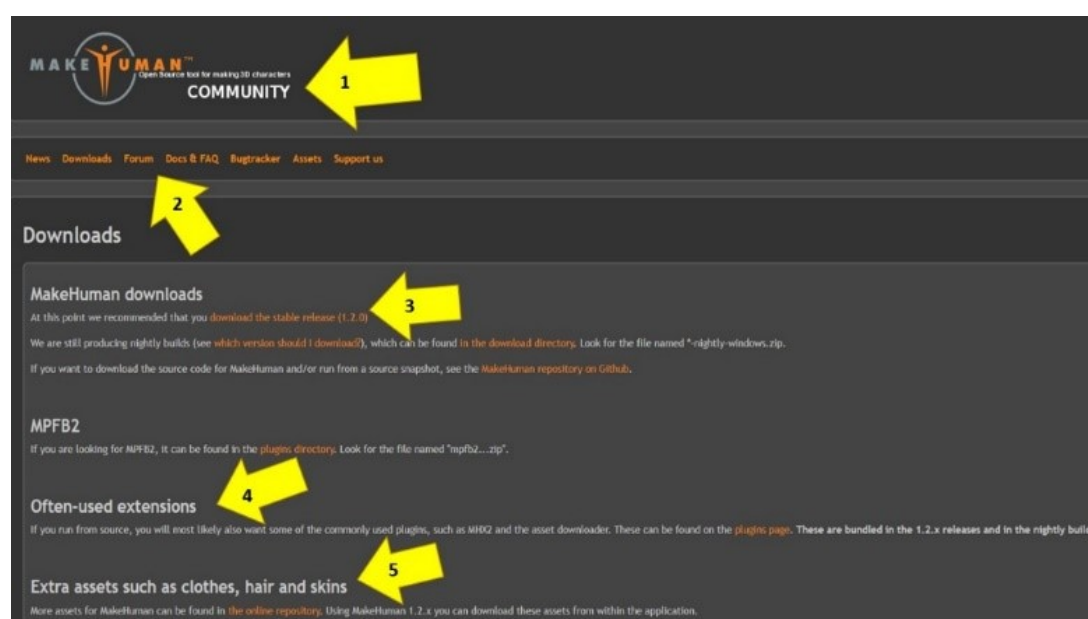 MAKEHUMAN™
Open Source tool for making 3D characters
COMMUNITY
1
News Downloads Forum Docs & FAQ Bugtracker Assets Support us
2
Downloads
MakeHuman downloads
3
At this point we recommended that you download the stable release (1.2.0)
We are still producing nightly builds (see which version should I download?), which can be found in the download directory. Look for the file named *-nightly-windows.zip.
If you want to download the source code for MakeHuman and/or run from a source snapshot, see the MakeHuman repository on Github.
MPFB2
If you are looking for MPFB2, it can be found in the plugins directory. Look for the file named "mpfb2....zip".
4
Often-used extensions
If you run from source, you will most likely also want some of the commonly used plugins, such as MHX2 and the asset downloader. These can be found on the plugins page. These are bundled in the 1.2.x releases and in the nightly buil
5
Extra assets such as clothes, hair and skins
More assets for MakeHuman can be found in the online repository. Using MakeHuman 1.2.x you can download these assets from within the application.